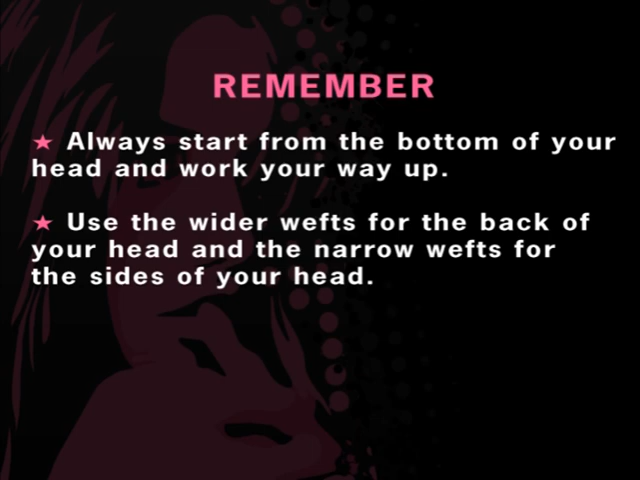 REMEMBER
★ Always start from the bottom of your
head and work your way up.
★ Use the wider wefts for the back of
your head and the narrow wefts for
the sides of your head.